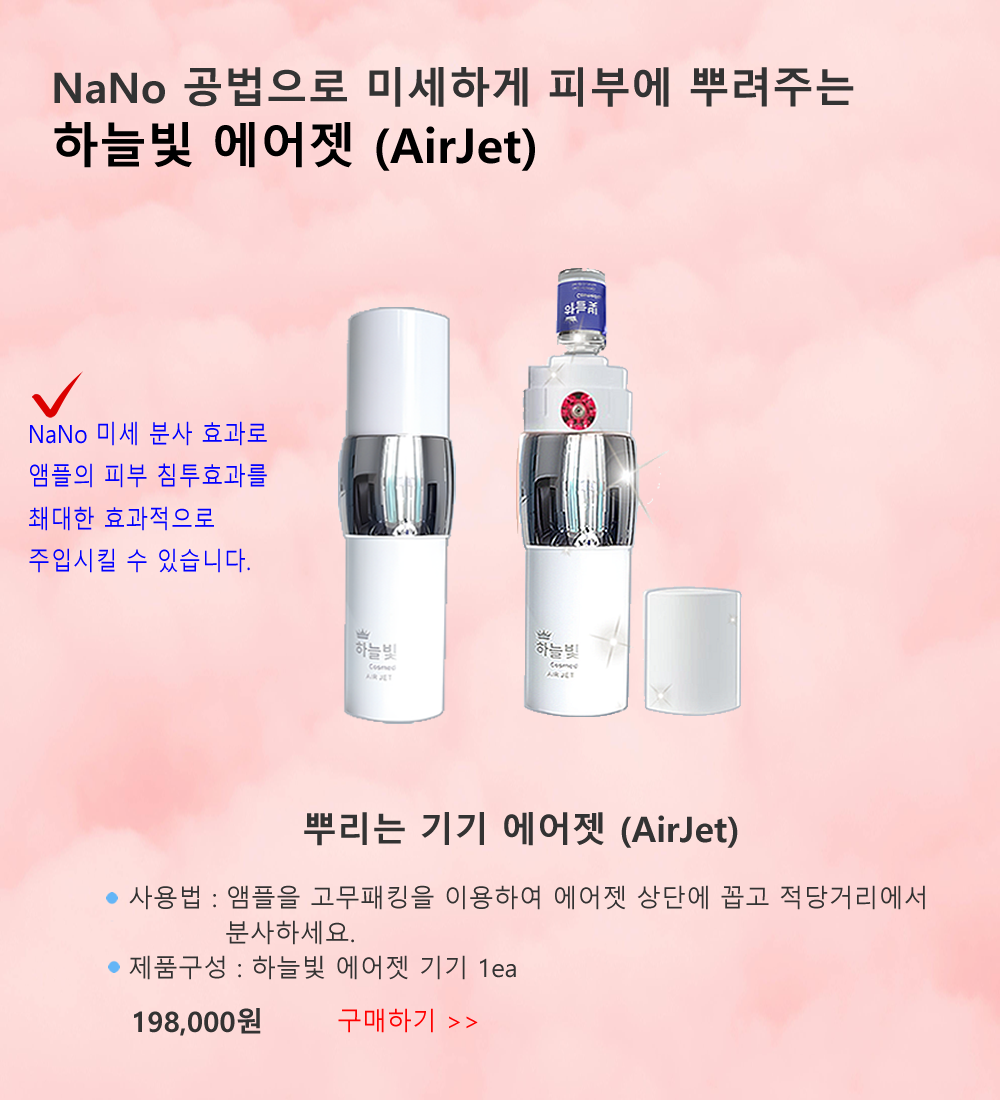 NaNo 공법으로 미세하게 피부에 뿌려주는
하늘빛 에어젯 (AirJet)
하늘빛
NaNo 미세 분사 효과로
앰플의 피부 침투효과를
쵀대한 효과적으로
주입시킬 수 있습니다.
하늘빛
Cosmed
AIR JET
하늘빛
Cosmed
AIR JET
뿌리는 기기 에어젯 (AirJet)
사용법 : 앰플을 고무패킹을 이용하여 에어젯 상단에 꼽고 적당거리에서
분사하세요.
제품구성 : 하늘빛 에어젯 기기 1ea
198,000원 구매하기 >>